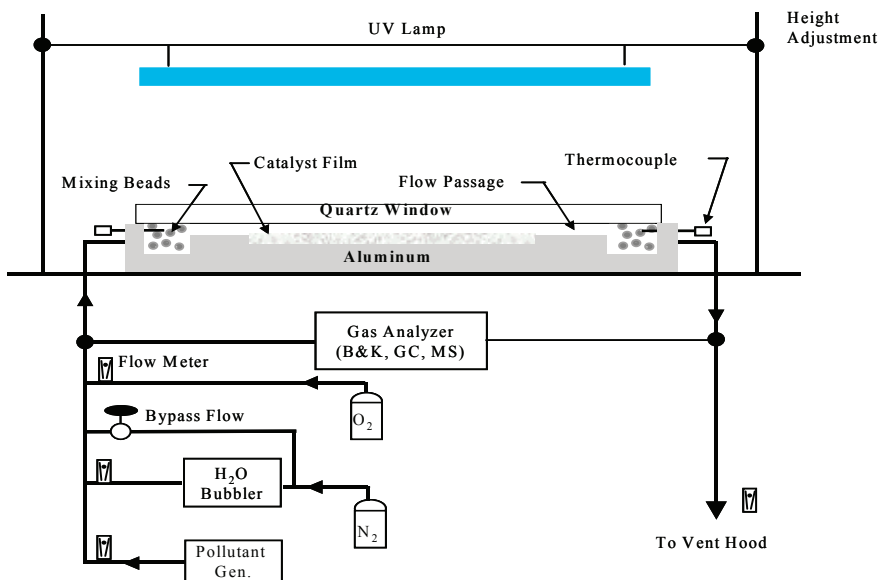 UV Lamp
Height
Adjustment
Catalyst Film
Thermocouple
Mixing Beads
Flow Passage
Quartz Window
Aluminum
Gas Analyzer
(B&K, GC, MS)
Flow Meter
O2
Bypass Flow
H2O
Bubbler
N2
To Vent Hood
Pollutant
Gen.